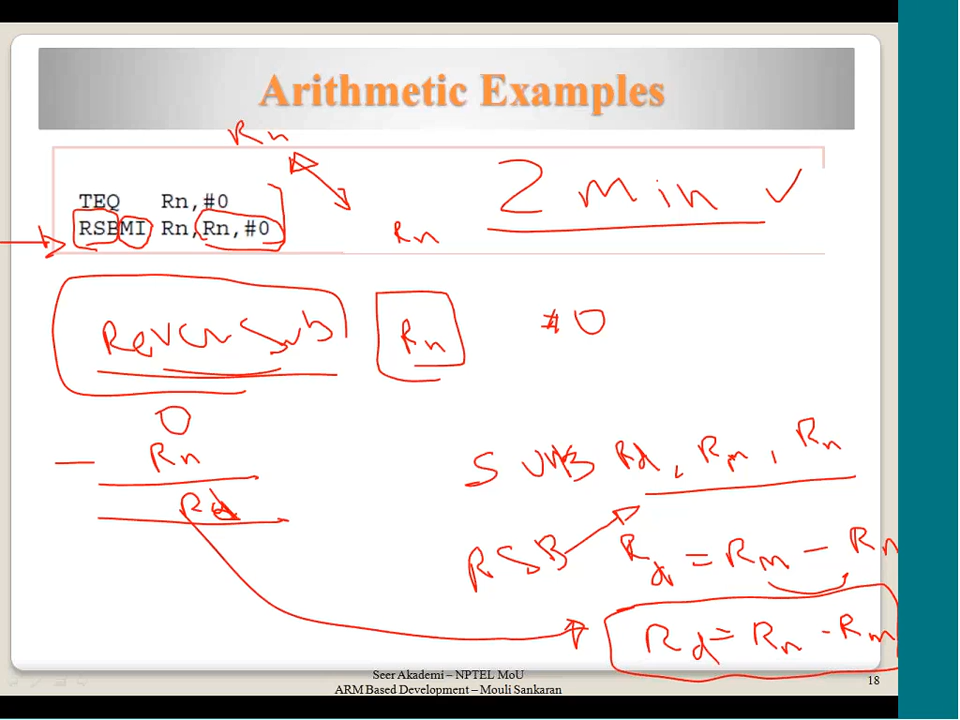 Arithmetic Examples
Rn
2 min ✓
TEQ Rn,#0
RSBMI Rn,Rn,#0
Rn
Rever Sub Rn #0
0
- Rn
Rd
SUB Rd, Rm, Rn
RSB Rd = Rm - Rn
Rd = Rn - Rm
Seer Akademi – NPTEL MoU
ARM Based Development – Mouli Sankaran
18